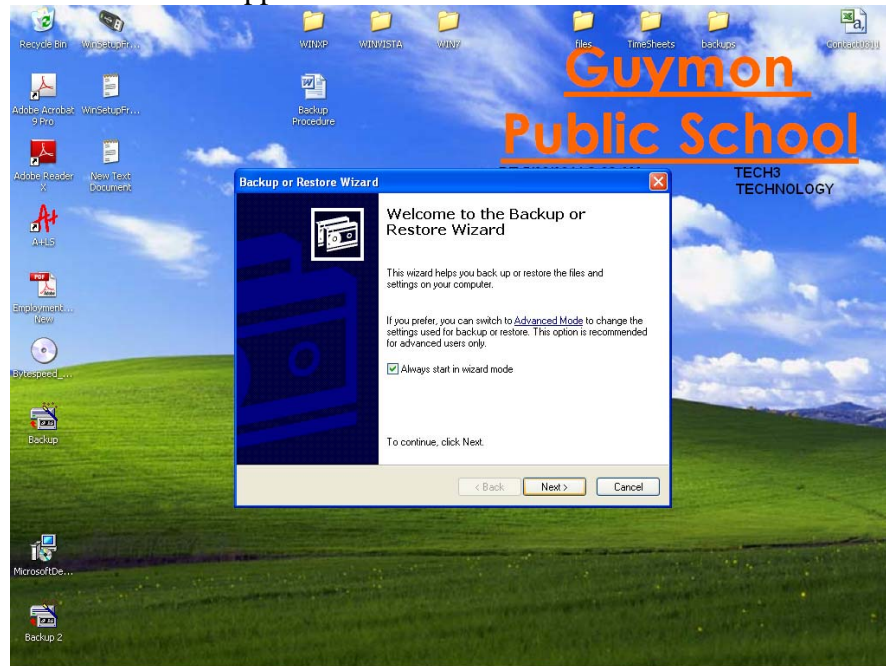 Recycle Bin
WinSetupFr...
WINXP
WINVISTA
WIN7
files
TimeSheets
backups
Guymon
Public School
Adobe Acrobat
9 Pro
WinSetupFr...
Backup
Procedure
Adobe Reader
X
New Text
Document
TECH3
TECHNOLOGY
A+LS
Employment...
New
Bytespeed_...
Backup
MicrosoftDe...
Backup 2
Backup or Restore Wizard
Welcome to the Backup or
Restore Wizard
This wizard helps you back up or restore the files and
settings on your computer.
If you prefer, you can switch to Advanced Mode to change the
settings used for backup or restore. This option is recommended
for advanced users only.
Always start in wizard mode
To continue, click Next.
< Back
Next >
Cancel